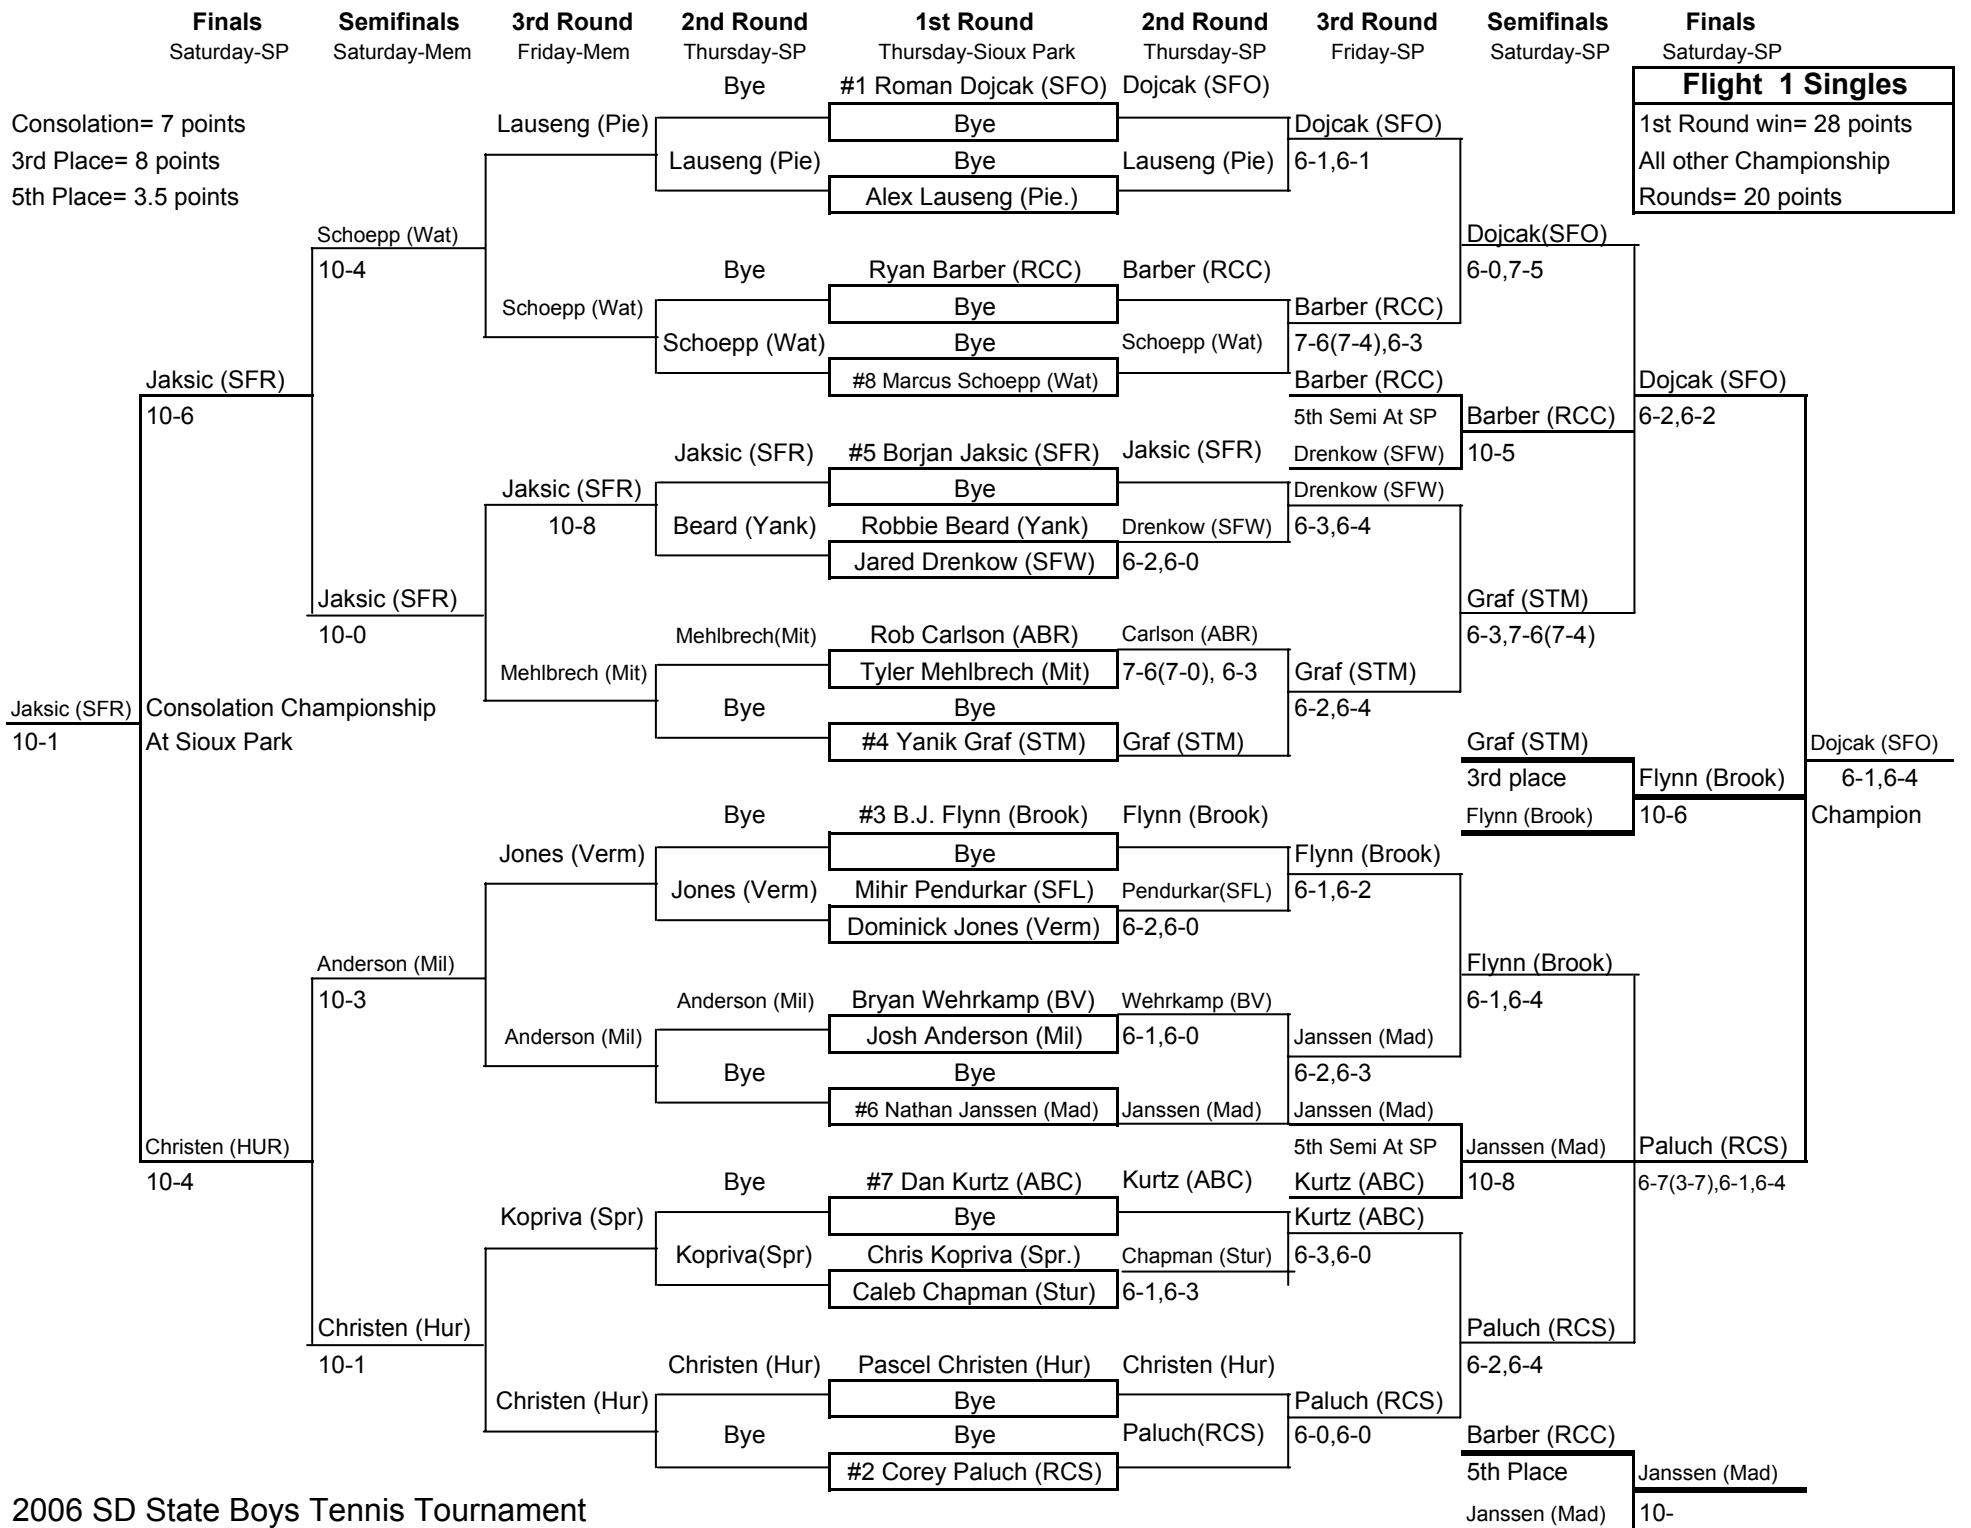 Finals Semifinals 3rd Round 2nd Round 1st Round 2nd Round 3rd Round Semifinals Finals
Saturday-SP Saturday-Mem Friday-Mem Thursday-SP Thursday-Sioux Park Thursday-SP Friday-SP Saturday-SP Saturday-SP
Bye #1 Roman Dojcak (SFO) Dojcak (SFO) Flight 1 Singles
Consolation= 7 points Lauseng (Pie) Bye Dojcak (SFO) 1st Round win= 28 points
3rd Place= 8 points Lauseng (Pie) Bye Lauseng (Pie) 6-1,6-1 All other Championship
5th Place= 3.5 points Alex Lauseng (Pie.) Rounds= 20 points
Schoepp (Wat) Dojcak(SFO)
10-4 Bye Ryan Barber (RCC) Barber (RCC) 6-0,7-5
Schoepp (Wat) Bye Barber (RCC)
Schoepp (Wat) Bye Schoepp (Wat) 7-6(7-4),6-3
Jaksic (SFR) #8 Marcus Schoepp (Wat) Barber (RCC) Dojcak (SFO)
10-6 5th Semi At SP Barber (RCC) 6-2,6-2
Jaksic (SFR) #5 Borjan Jaksic (SFR) Jaksic (SFR) Drenkow (SFW) 10-5
Jaksic (SFR) Bye Drenkow (SFW)
10-8 Beard (Yank) Robbie Beard (Yank) Drenkow (SFW) 6-3,6-4
Jared Drenkow (SFW) 6-2,6-0
Jaksic (SFR) Graf (STM)
10-0 Mehlbrech(Mit) Rob Carlson (ABR) Carlson (ABR) 6-3,7-6(7-4)
Mehlbrech (Mit) Tyler Mehlbrech (Mit) 7-6(7-0), 6-3 Graf (STM)
Jaksic (SFR) Consolation Championship Bye Bye 6-2,6-4
10-1 At Sioux Park #4 Yanik Graf (STM) Graf (STM) Graf (STM) Dojcak (SFO)
3rd place Flynn (Brook) 6-1,6-4
Bye #3 B.J. Flynn (Brook) Flynn (Brook) Flynn (Brook) 10-6 Champion
Jones (Verm) Bye Flynn (Brook)
Jones (Verm) Mihir Pendurkar (SFL) Pendurkar(SFL) 6-1,6-2
Dominick Jones (Verm) 6-2,6-0
Anderson (Mil) Flynn (Brook)
10-3 Anderson (Mil) Bryan Wehrkamp (BV) Wehrkamp (BV) 6-1,6-4
Anderson (Mil) Josh Anderson (Mil) 6-1,6-0 Janssen (Mad)
Bye Bye 6-2,6-3
#6 Nathan Janssen (Mad) Janssen (Mad) Janssen (Mad)
Christen (HUR) 5th Semi At SP Janssen (Mad) Paluch (RCS)
10-4 Bye #7 Dan Kurtz (ABC) Kurtz (ABC) Kurtz (ABC) 10-8 6-7(3-7),6-1,6-4
Kopriva (Spr) Bye Kurtz (ABC)
Kopriva(Spr) Chris Kopriva (Spr.) Chapman (Stur) 6-3,6-0
Caleb Chapman (Stur) 6-1,6-3
Christen (Hur) Paluch (RCS)
10-1 Christen (Hur) Pascel Christen (Hur) Christen (Hur) 6-2,6-4
Christen (Hur) Bye Paluch (RCS)
Bye Bye Paluch(RCS) 6-0,6-0 Barber (RCC)
#2 Corey Paluch (RCS) 5th Place Janssen (Mad)
2006 SD State Boys Tennis Tournament Janssen (Mad) 10-